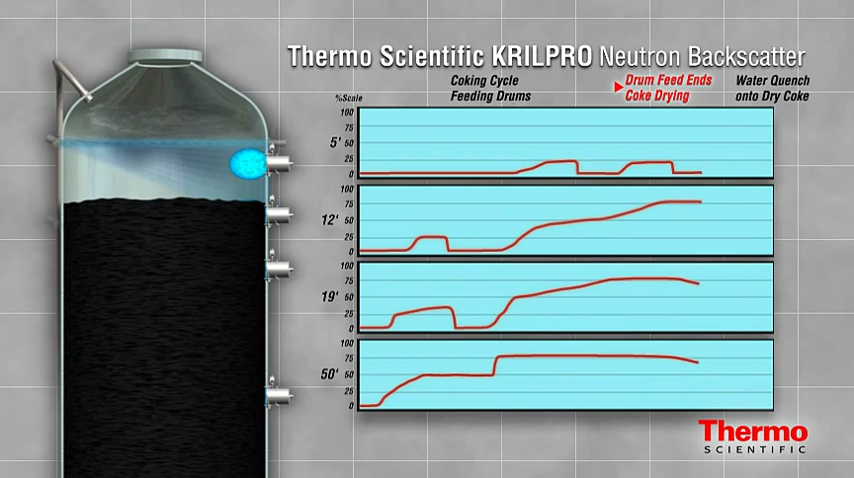 Thermo Scientific KRILPRO Neutron Backscatter
Coking Cycle
Feeding Drums
Drum Feed Ends
Coke Drying
Water Quench
onto Dry Coke
%Scale
5'
100
75
50
25
0
12'
100
75
50
25
0
19'
100
75
50
25
0
50'
100
75
50
25
0
Thermo
SCIENTIFIC